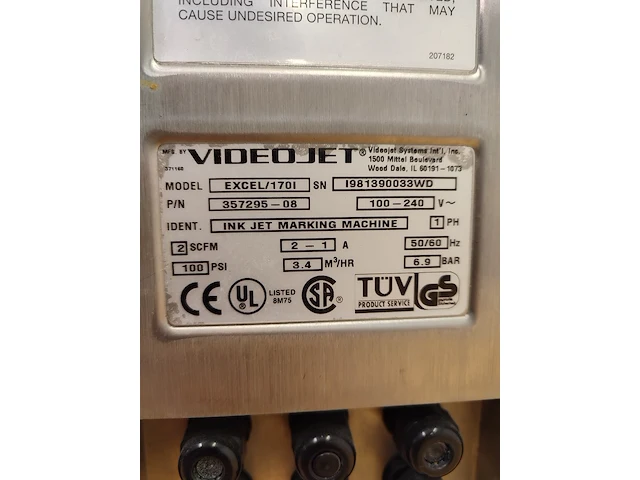 INCLUDING INTERFERENCE THAT MAY
CAUSE UNDESIRED OPERATION.
207182
MFG. BY VIDEOJET® Videojet Systems Int'l, Inc.
371160 1500 Mittel Boulevard
Wood Dale, IL 60191-1073
MODEL EXCEL/170I SN I981390033WD
P/N 357295-08 100-240 V~
IDENT. INK JET MARKING MACHINE 1 PH
2 SCFM 2 - 1 A 50/60 Hz
100 PSI 3.4 M³/HR 6.9 BAR
CE UL LISTED 8M75 SA® TÜV PRODUCT SERVICE GS